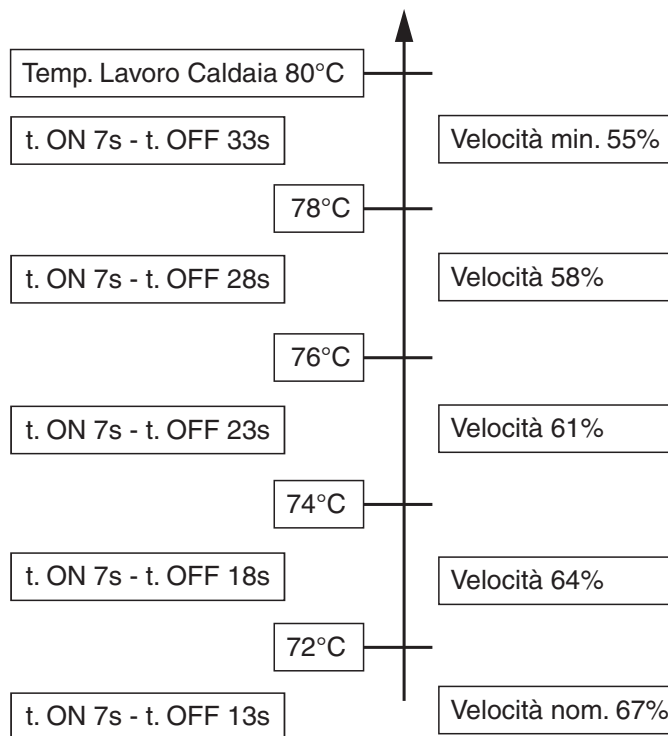 Temp. Lavoro Caldaia 80°C
t. ON 7s - t. OFF 33s
Velocità min. 55%
78°C
t. ON 7s - t. OFF 28s
Velocità 58%
76°C
t. ON 7s - t. OFF 23s
Velocità 61%
74°C
t. ON 7s - t. OFF 18s
Velocità 64%
72°C
t. ON 7s - t. OFF 13s
Velocità nom. 67%